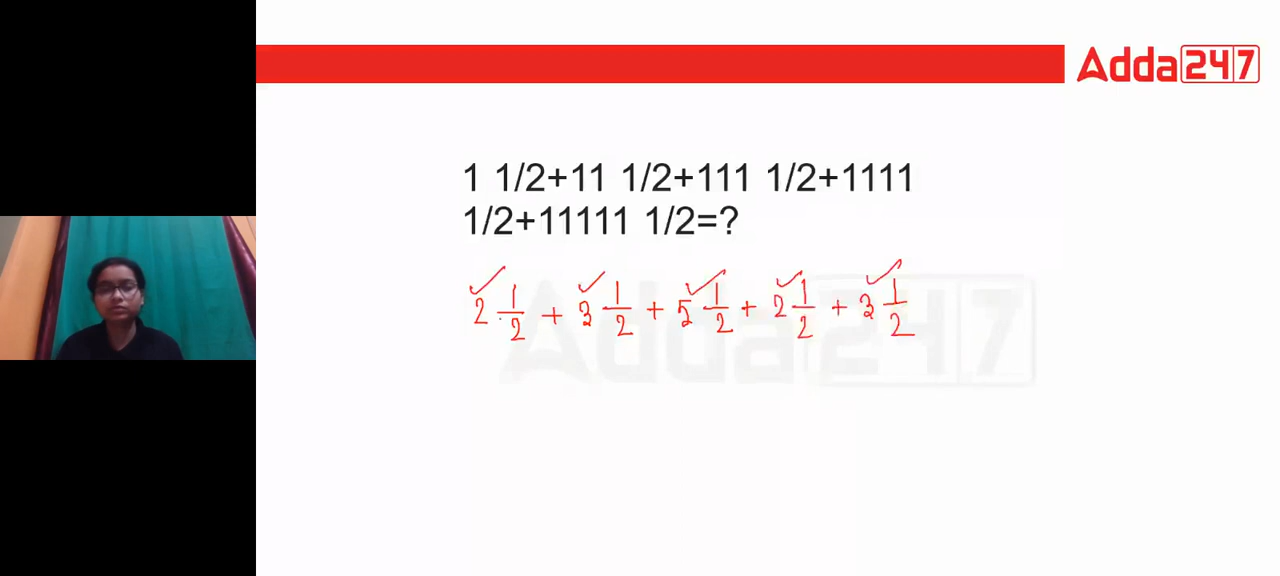 Adda247
1 1/2+11 1/2+111 1/2+1111
1/2+11111 1/2=?
2 1/2 + 3 1/2 + 5 1/2 + 2 1/2 + 3 1/2
Adda247